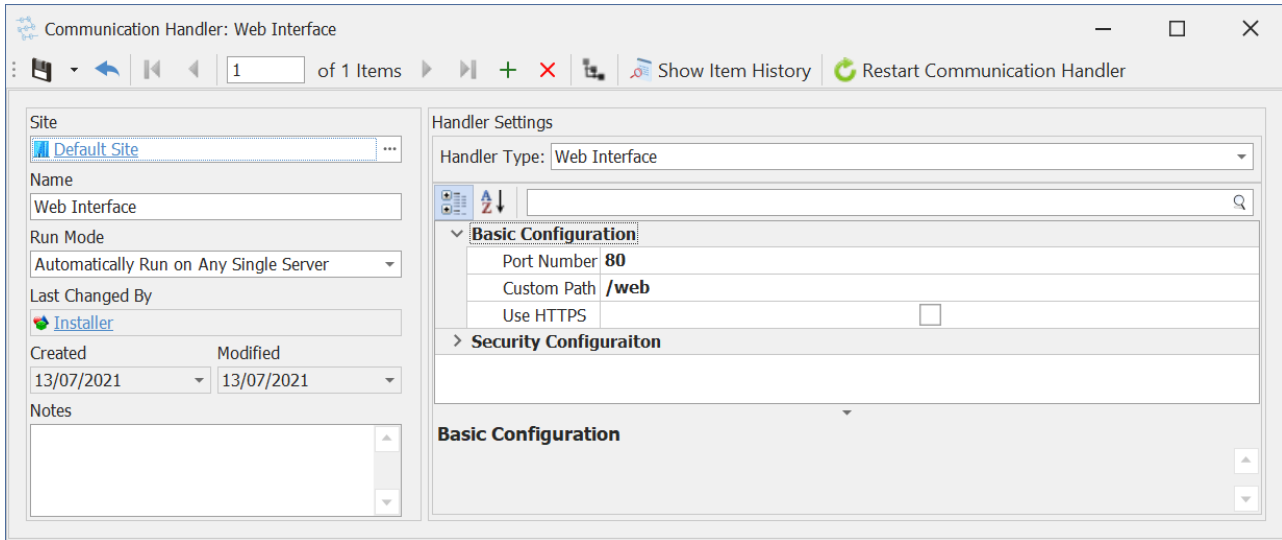 Communication Handler: Web Interface
1 of 1 Items Show Item History Restart Communication Handler
Site
Default Site
Name
Web Interface
Run Mode
Automatically Run on Any Single Server
Last Changed By
Installer
Created Modified
13/07/2021 13/07/2021
Notes
Handler Settings
Handler Type: Web Interface
Basic Configuration
Port Number 80
Custom Path /web
Use HTTPS
Security Configuraiton
Basic Configuration